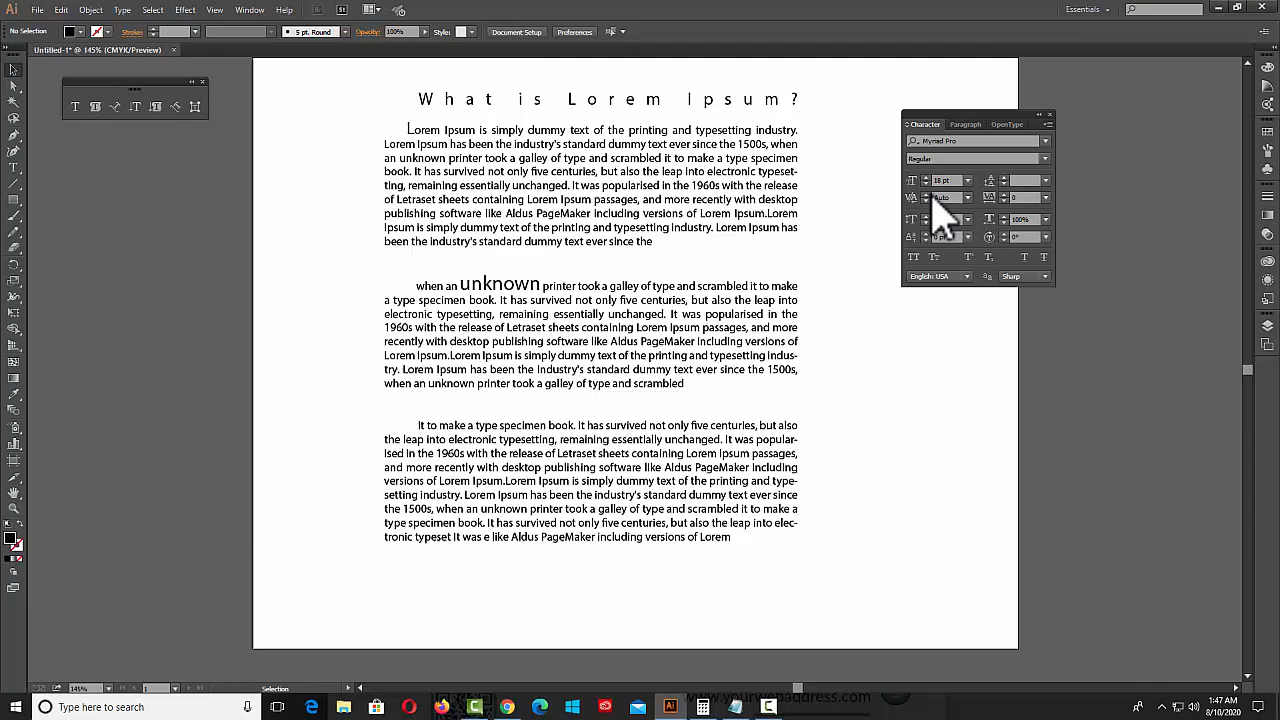 Ai File Edit Object Type Select Effect View Window Help Br St Essentials
No Selection Stroke: 5 pt. Round Opacity: 100% Style: Document Setup Preferences
Untitled-1* @ 145% (CMYK/Preview)
What is Lorem Ipsum?
Lorem Ipsum is simply dummy text of the printing and typesetting industry.
Lorem Ipsum has been the industry's standard dummy text ever since the 1500s, when
an unknown printer took a galley of type and scrambled it to make a type specimen
book. It has survived not only five centuries, but also the leap into electronic typeset-
ting, remaining essentially unchanged. It was popularised in the 1960s with the release
of Letraset sheets containing Lorem Ipsum passages, and more recently with desktop
publishing software like Aldus PageMaker including versions of Lorem Ipsum.Lorem
Ipsum is simply dummy text of the printing and typesetting industry. Lorem Ipsum has
been the industry's standard dummy text ever since the
when an unknown printer took a galley of type and scrambled it to make
a type specimen book. It has survived not only five centuries, but also the leap into
electronic typesetting, remaining essentially unchanged. It was popularised in the
1960s with the release of Letraset sheets containing Lorem Ipsum passages, and more
recently with desktop publishing software like Aldus PageMaker including versions of
Lorem Ipsum.Lorem Ipsum is simply dummy text of the printing and typesetting indus-
try. Lorem Ipsum has been the industry's standard dummy text ever since the 1500s,
when an unknown printer took a galley of type and scrambled
It to make a type specimen book. It has survived not only five centuries, but also
the leap into electronic typesetting, remaining essentially unchanged. It was popular-
ised in the 1960s with the release of Letraset sheets containing Lorem Ipsum passages,
and more recently with desktop publishing software like Aldus PageMaker including
versions of Lorem Ipsum.Lorem Ipsum is simply dummy text of the printing and type-
setting industry. Lorem Ipsum has been the industry's standard dummy text ever since
the 1500s, when an unknown printer took a galley of type and scrambled it to make a
type specimen book. It has survived not only five centuries, but also the leap into elec-
tronic typeset It was e like Aldus PageMaker including versions of Lorem
Character Paragraph OpenType
Myriad Pro
Regular
18 pt
Auto 0
100%
0 pt 0°
English: USA Sharp
145% 1 Selection
Type here to search
www.yourwebaddress.com
1:47 AM
8/10/2020